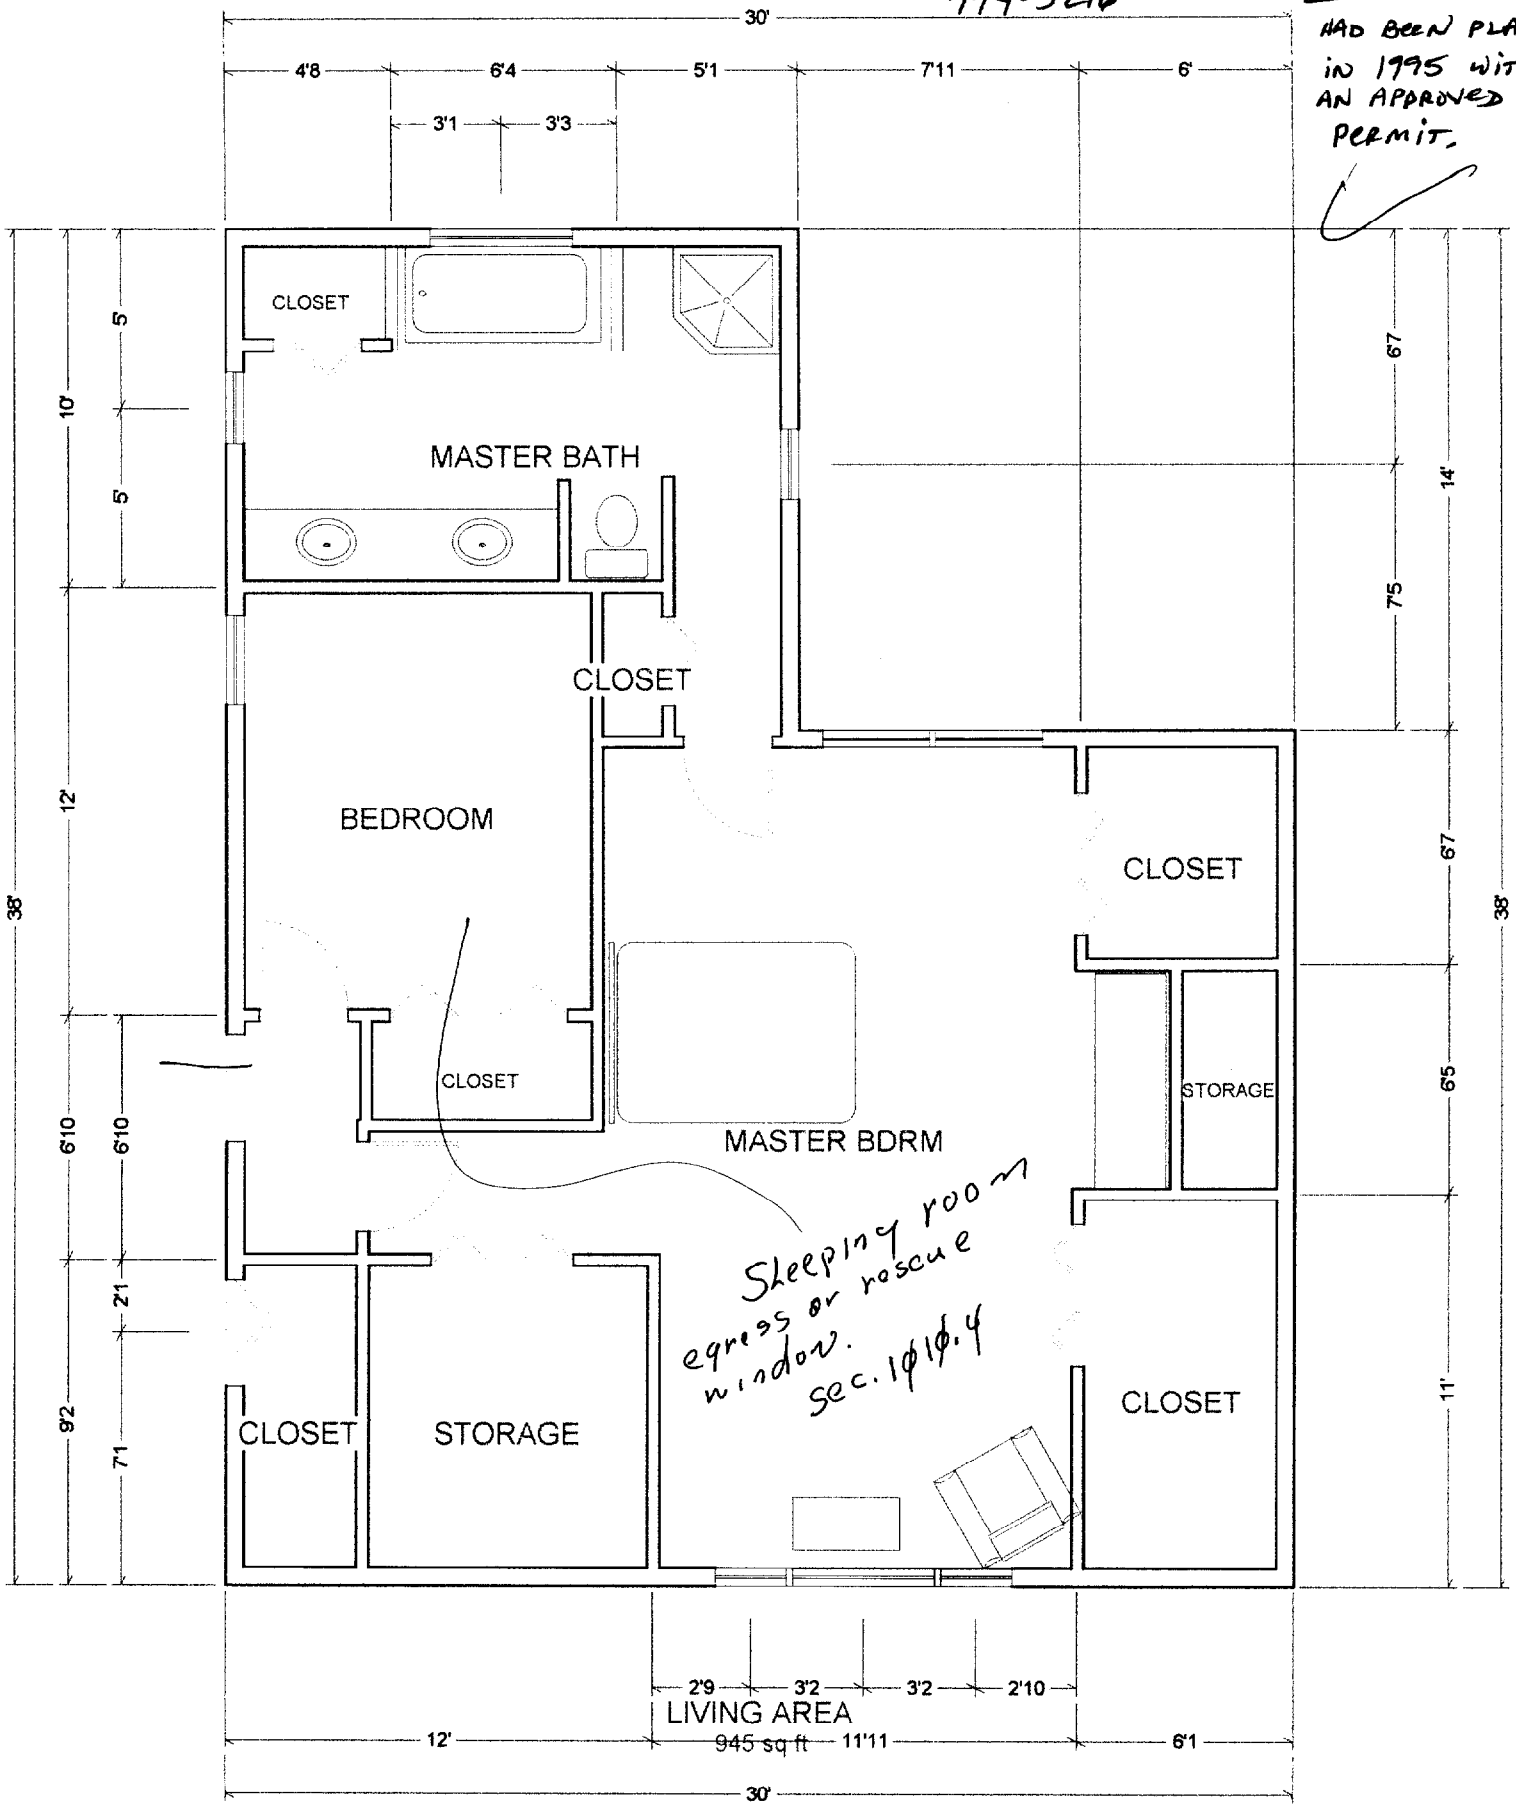 30'
HAD BEEN PLA
IN 1995 WIT
AN APPROVED
PERMIT.
4'8 6'4 5'1 7'11 6'
3'1 3'3
5'
CLOSET
6'7
10'
14'
MASTER BATH
5'
7'5
CLOSET
12'
BEDROOM
6'7
CLOSET
38'
38'
CLOSET
6'5
STORAGE
6'10
6'10
MASTER BDRM
Sleeping room
egress or rescue
window.
sec. 1010.4
2'1
11'
CLOSET
9'2
7'1
CLOSET
STORAGE
2'9 3'2 3'2 2'10
LIVING AREA
12' 945 sq ft 11'11 6'1
30'